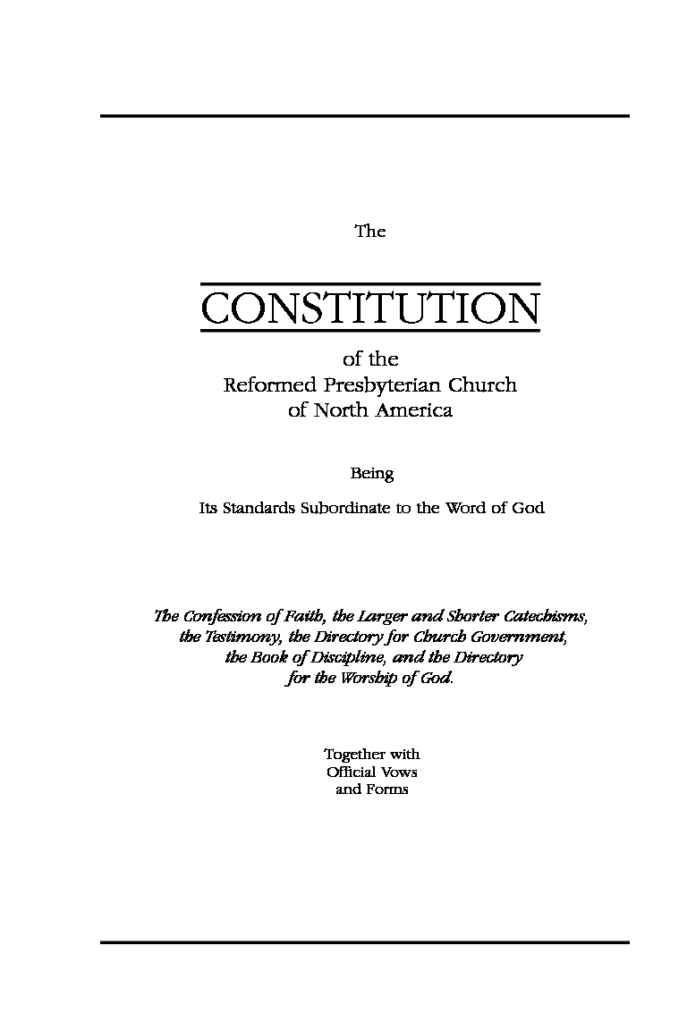 The
CONSTITUTION
of the
Reformed Presbyterian Church
of North America
Being
Its Standards Subordinate to the Word of God
The Confession of Faith, the Larger and Shorter Catechisms,
the Testimony, the Directory for Church Government,
the Book of Discipline, and the Directory
for the Worship of God.
Together with
Official Vows
and Forms